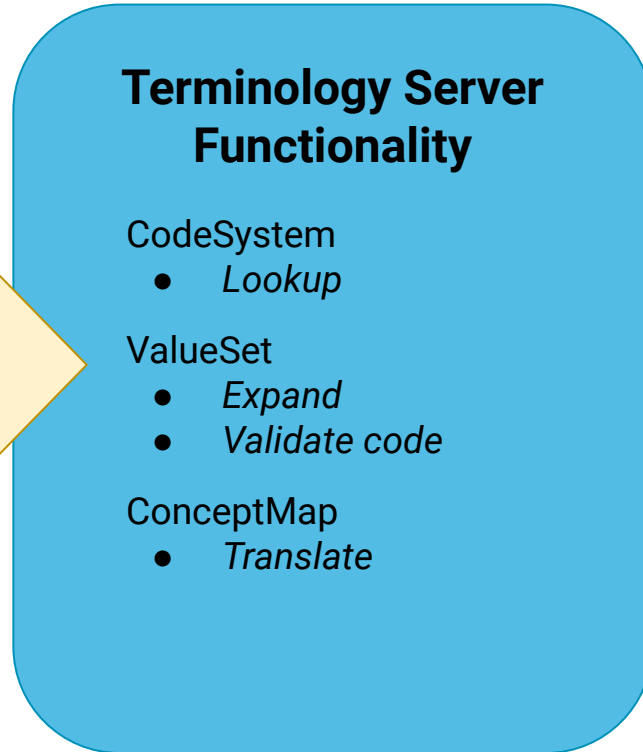 Terminology Server
Functionality
CodeSystem
● Lookup
ValueSet
● Expand
● Validate code
ConceptMap
● Translate